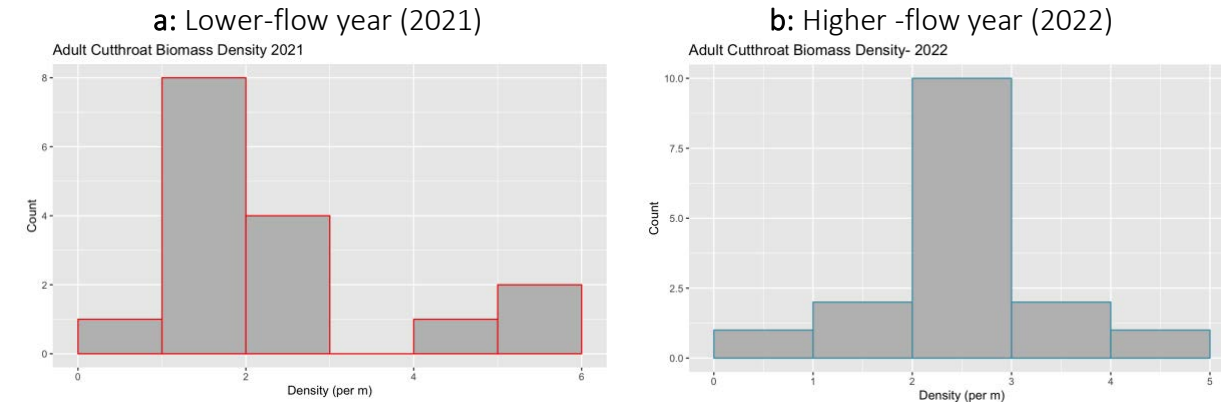 a: Lower-flow year (2021)
Adult Cutthroat Biomass Density 2021
8
6
4
2
0
Count
0 2 4 6
Density (per m)
b: Higher -flow year (2022)
Adult Cutthroat Biomass Density- 2022
10.0
7.5
5.0
2.5
0.0
Count
0 1 2 3 4 5
Density (per m)